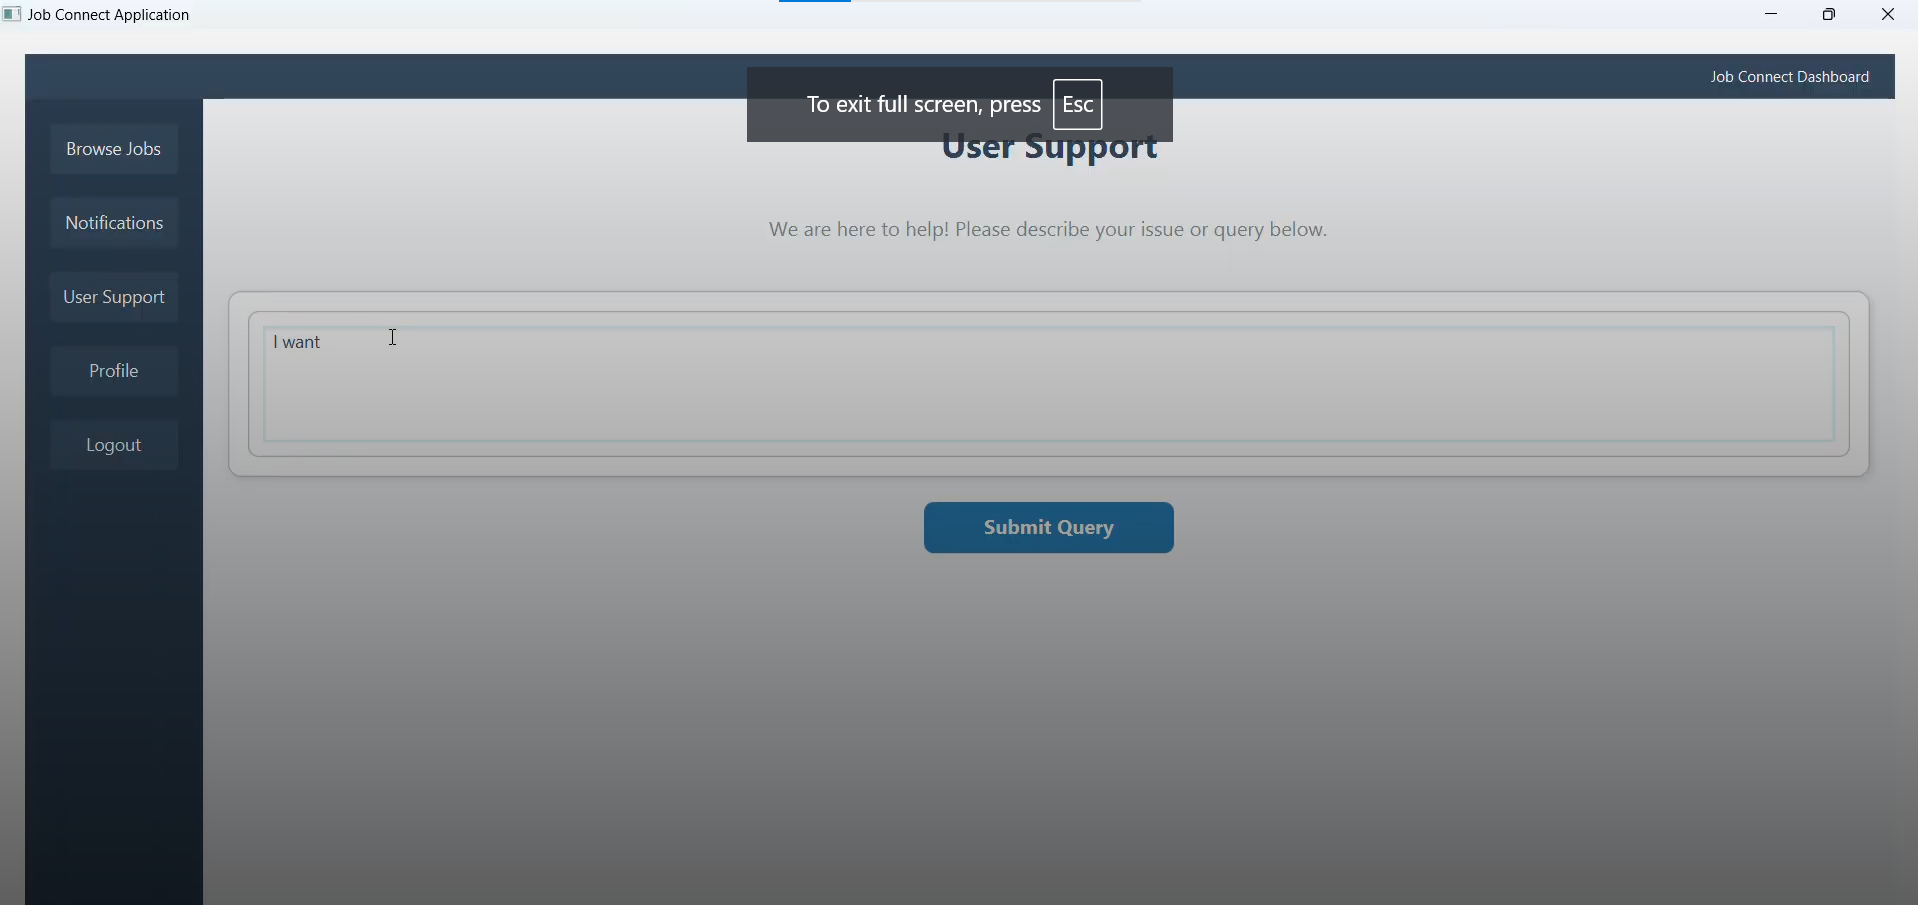 Job Connect Application
Job Connect Dashboard
To exit full screen, press Esc
User Support
Browse Jobs
Notifications
User Support
Profile
Logout
We are here to help! Please describe your issue or query below.
I want
Submit Query